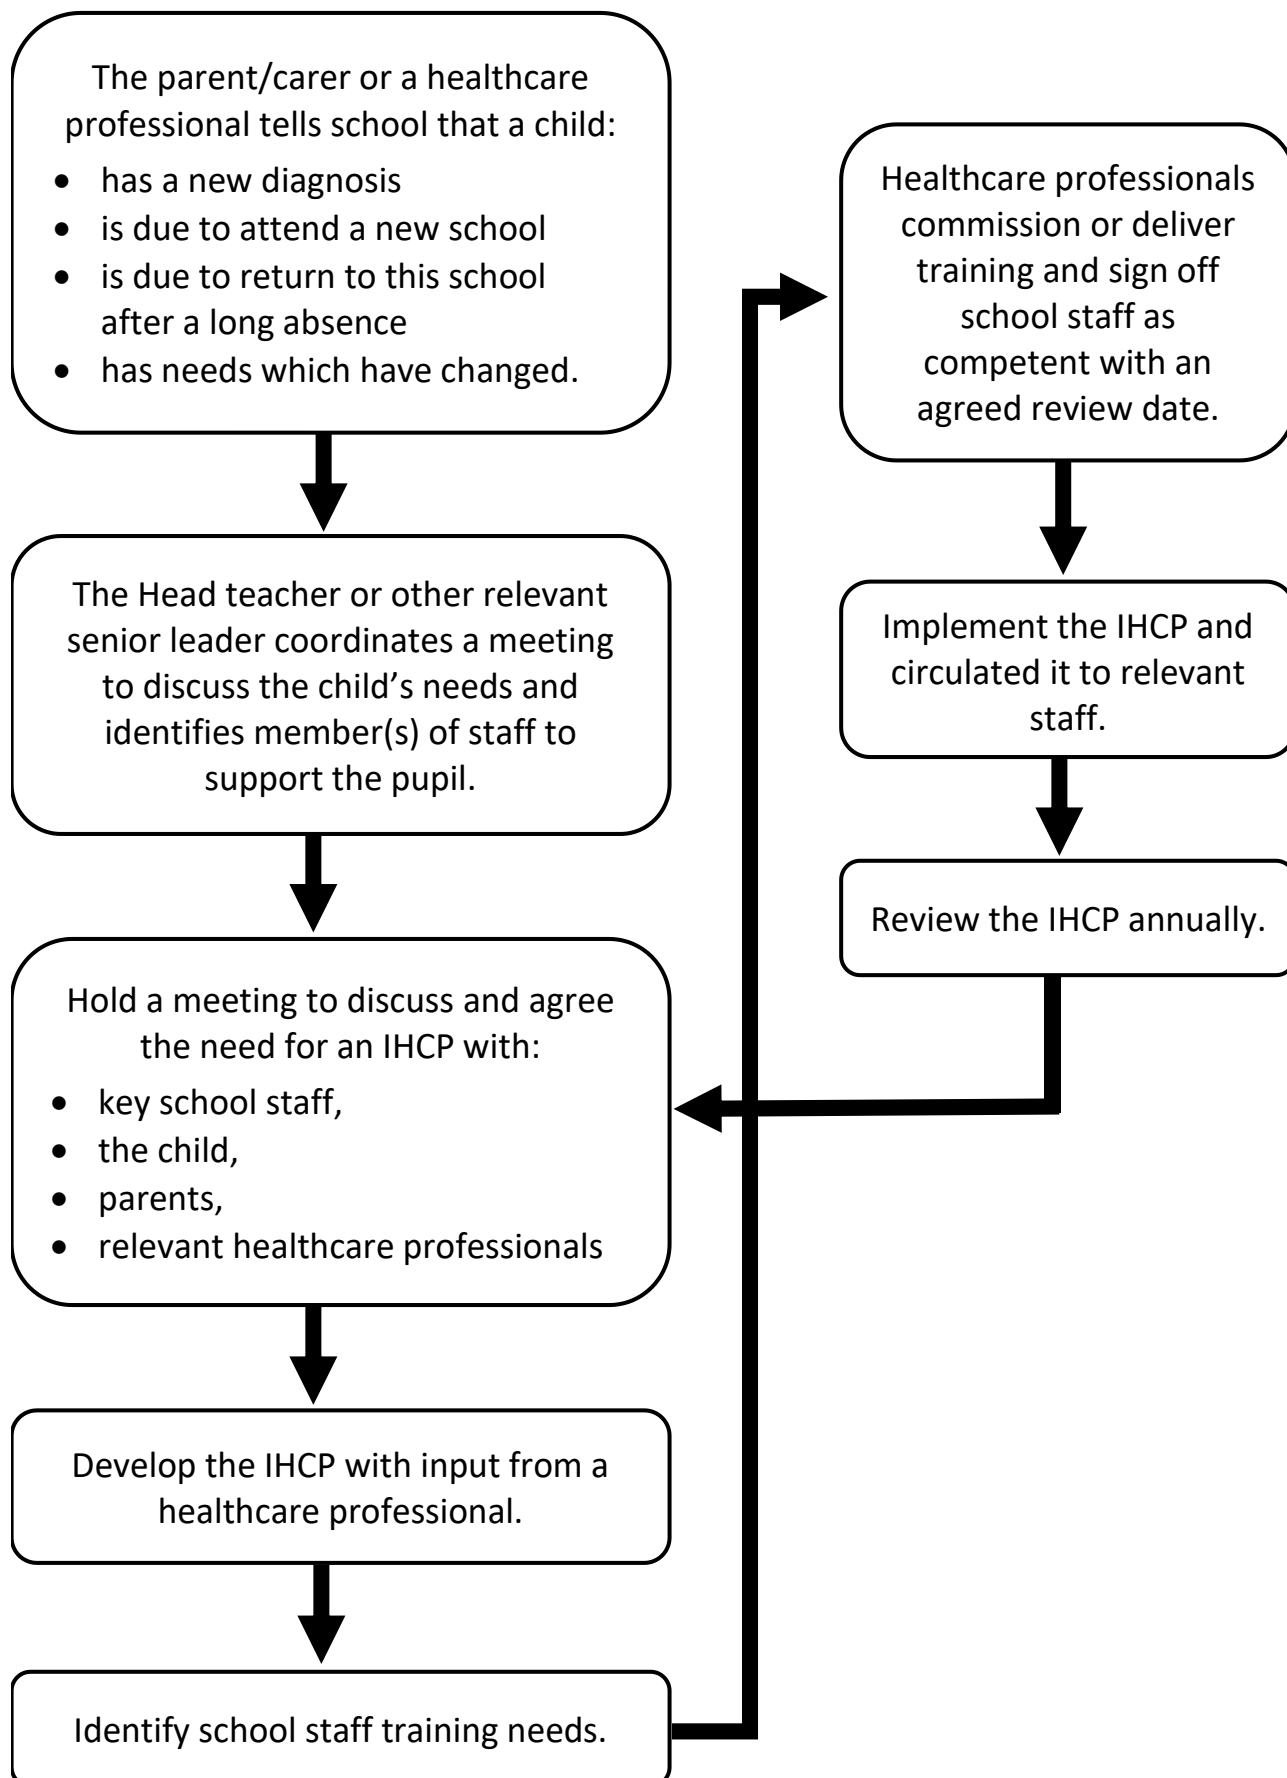 The parent/carer or a healthcare
professional tells school that a child:
• has a new diagnosis
• is due to attend a new school
• is due to return to this school
after a long absence
• has needs which have changed.
The Head teacher or other relevant
senior leader coordinates a meeting
to discuss the child’s needs and
identifies member(s) of staff to
support the pupil.
Hold a meeting to discuss and agree
the need for an IHCP with:
• key school staff,
• the child,
• parents,
• relevant healthcare professionals
Develop the IHCP with input from a
healthcare professional.
Identify school staff training needs.
Healthcare professionals
commission or deliver
training and sign off
school staff as
competent with an
agreed review date.
Implement the IHCP and
circulated it to relevant
staff.
Review the IHCP annually.